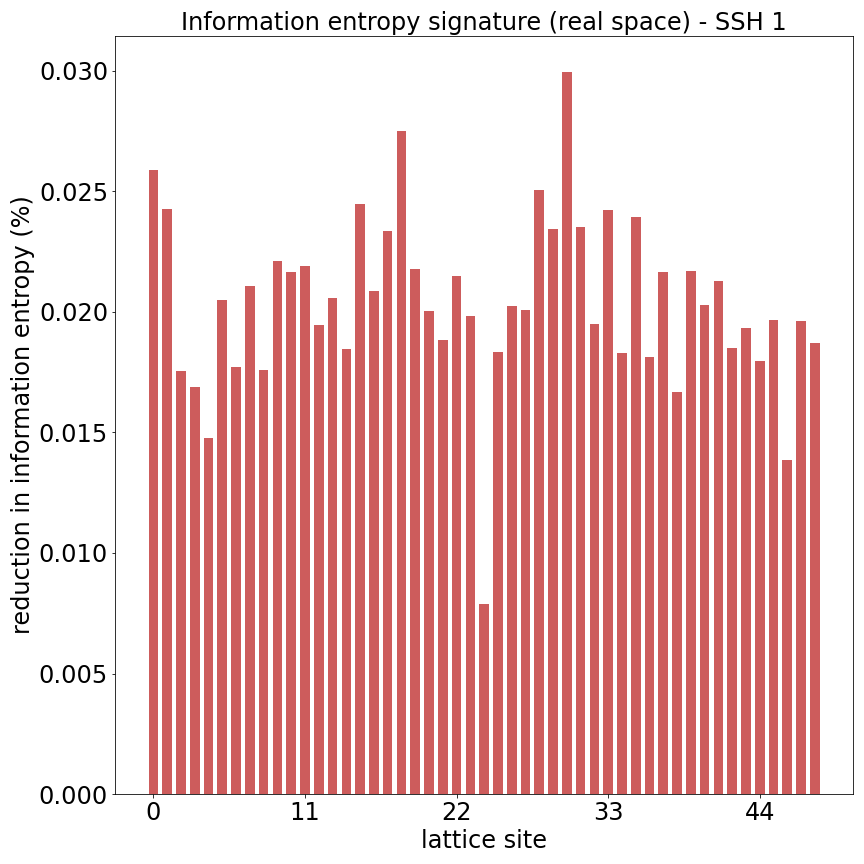 Information entropy signature (real space) - SSH 1
reduction in information entropy (%)
0.030
0.025
0.020
0.015
0.010
0.005
0.000
0 11 22 33 44
lattice site